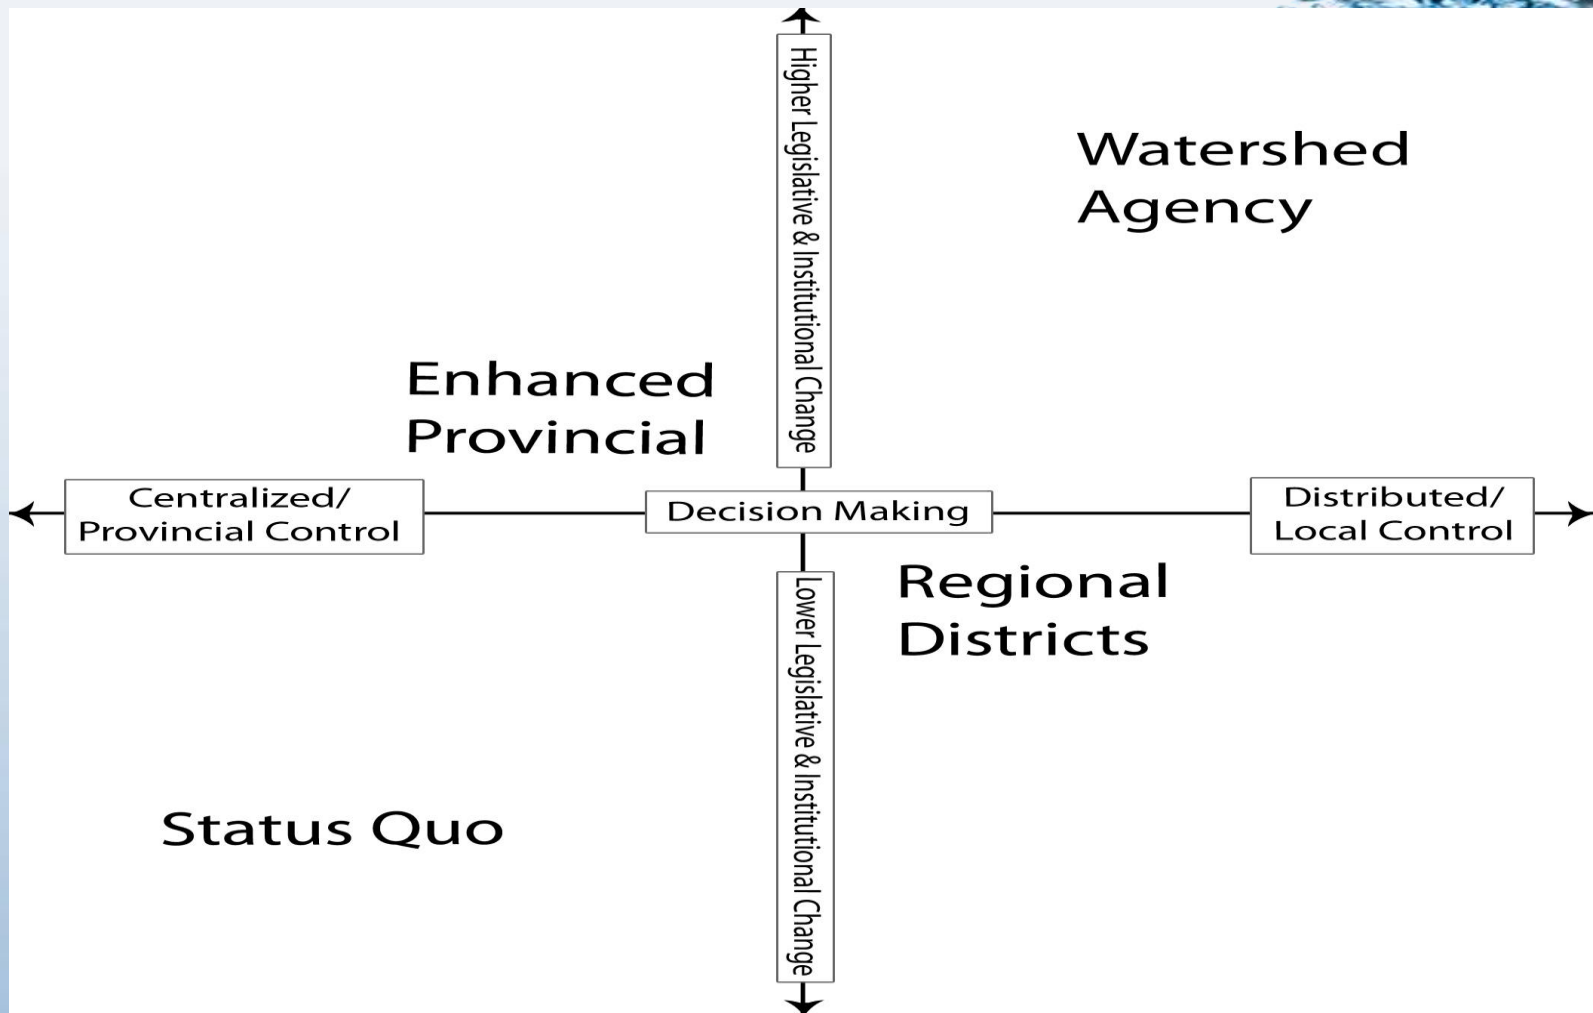 Higher Legislative & Institutional Change
Watershed
Agency
Enhanced
Provincial
Centralized/
Provincial Control
Decision Making
Distributed/
Local Control
Regional
Districts
Lower Legislative & Institutional Change
Status Quo